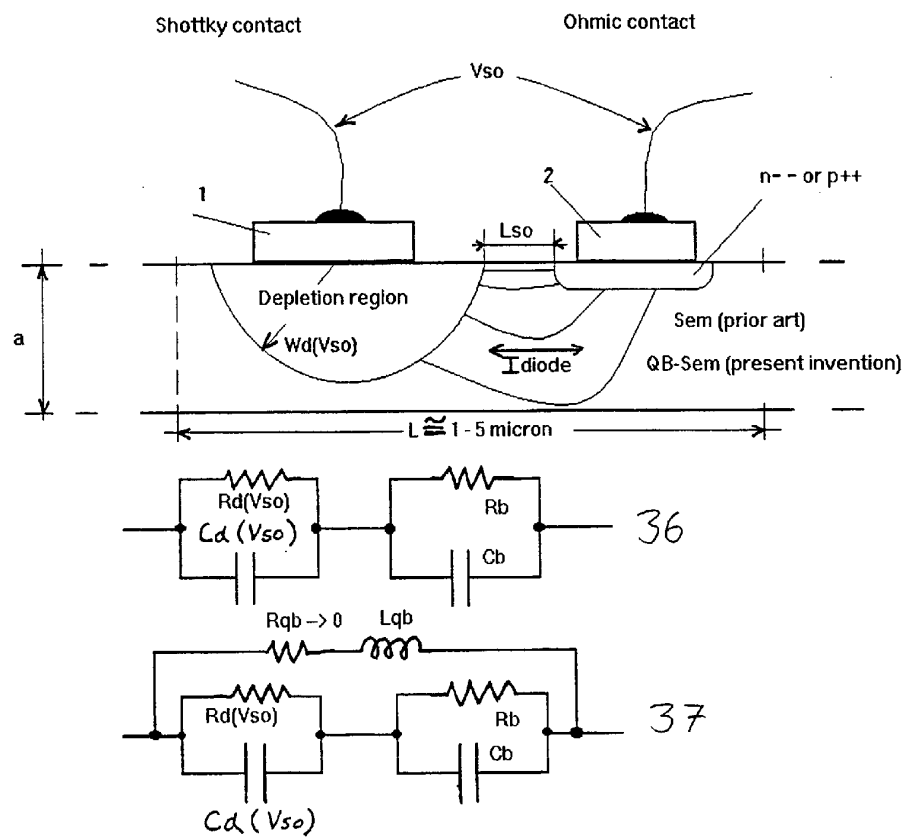 Shottky contact
Ohmic contact
Vso
1
2
n-- or p++
Lso
Depletion region
a
Wd(Vso)
Sem (prior art)
I diode
QB-Sem (present invention)
L ≅ 1 - 5 micron
Rd(Vso)
Rb
Cd (Vso)
Cb
36
Rqb -> 0
Lqb
Rd(Vso)
Rb
Cb
37
Cd (Vso)